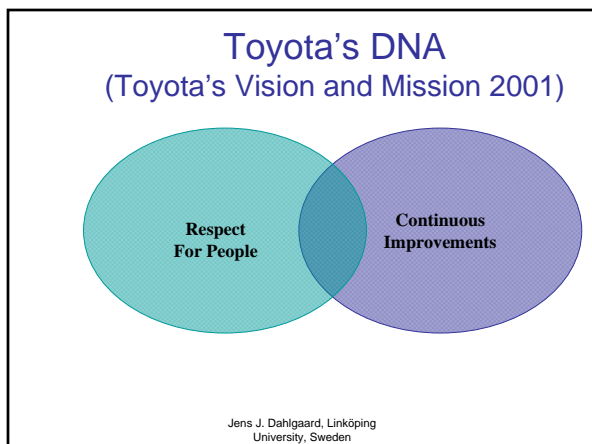 Toyota's DNA
(Toyota's Vision and Mission 2001)
Respect
For People
Continuous
Improvements
Jens J. Dahlgaard, Linköping
University, Sweden